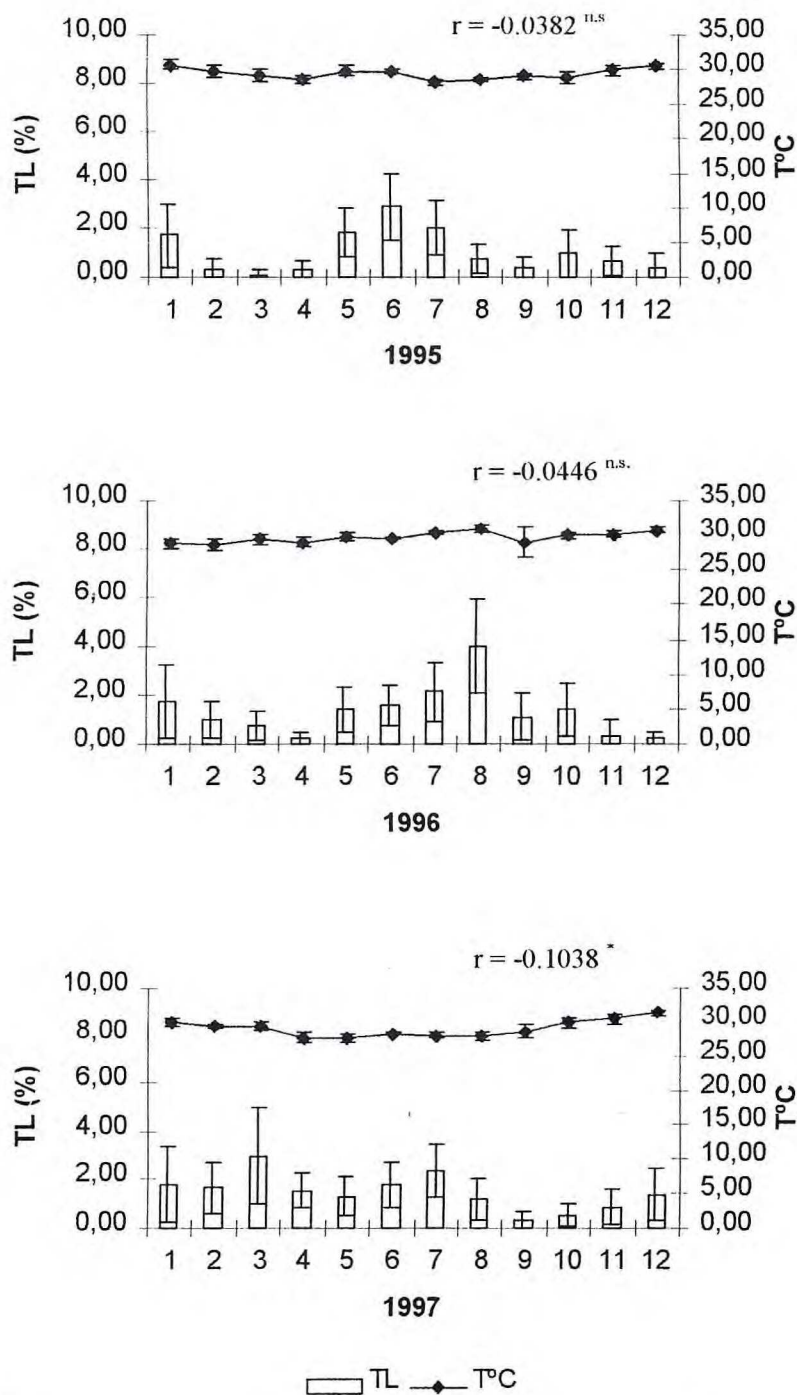 r = -0.0382 n.s
10,00 8,00 6,00 4,00 2,00 0,00
TL (%)
35,00 30,00 25,00 20,00 15,00 10,00 5,00 0,00
TºC
1 2 3 4 5 6 7 8 9 10 11 12
1995
r = -0.0446 n.s.
10,00 8,00 6,00 4,00 2,00 0,00
TL (%)
35,00 30,00 25,00 20,00 15,00 10,00 5,00 0,00
TºC
1 2 3 4 5 6 7 8 9 10 11 12
1996
r = -0.1038 *
10,00 8,00 6,00 4,00 2,00 0,00
TL (%)
35,00 30,00 25,00 20,00 15,00 10,00 5,00 0,00
TºC
1 2 3 4 5 6 7 8 9 10 11 12
1997
TL TºC